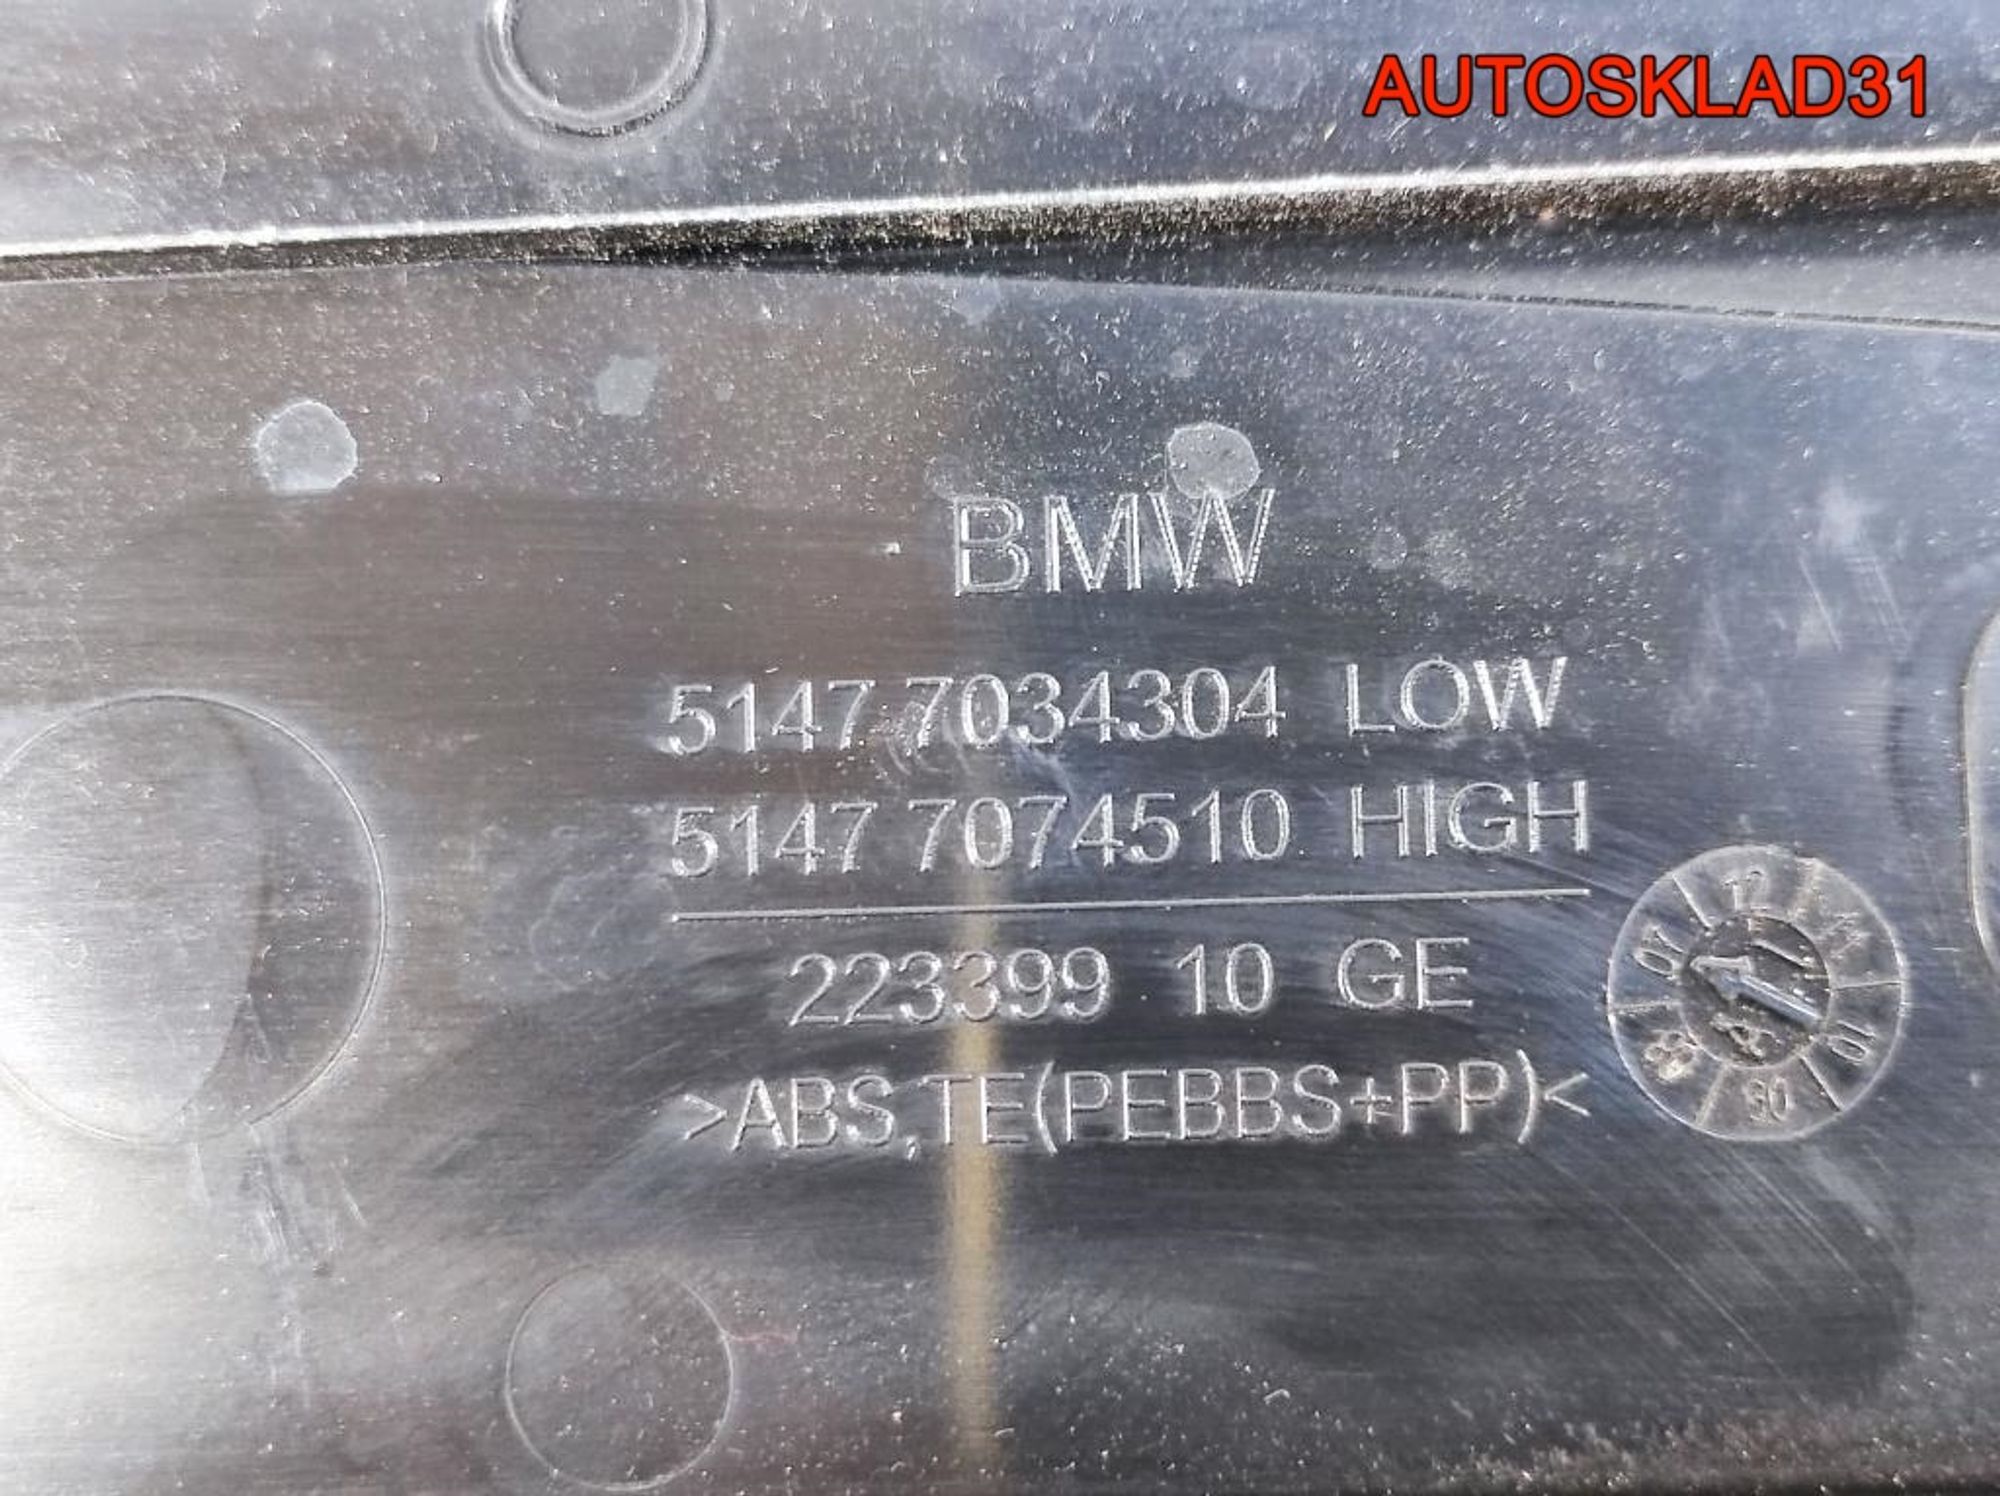 AUTOSKLAD31
BMW
5147 7034304 LOW
5147 7074510 HIGH
223399 10 GE
>ABS,TE(PEBBS+PP)<